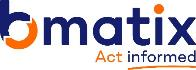 bmatix
Act informed